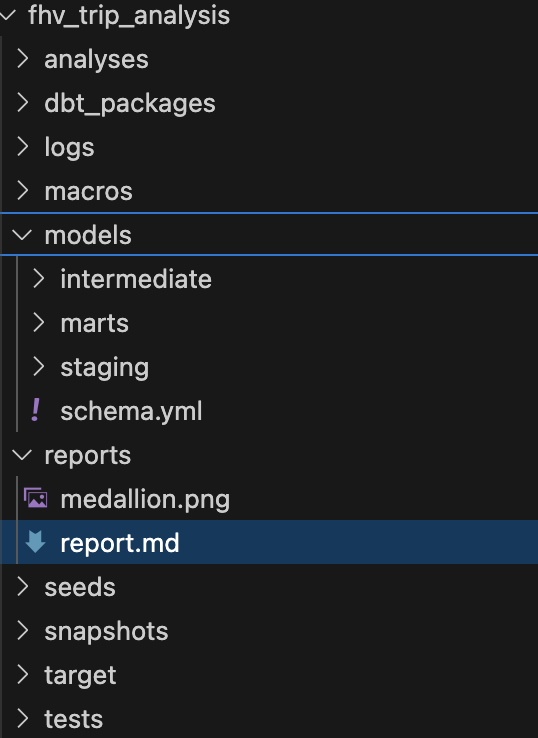 fhv_trip_analysis
analyses
dbt_packages
logs
macros
models
intermediate
marts
staging
schema.yml
reports
medallion.png
report.md
seeds
snapshots
target
tests